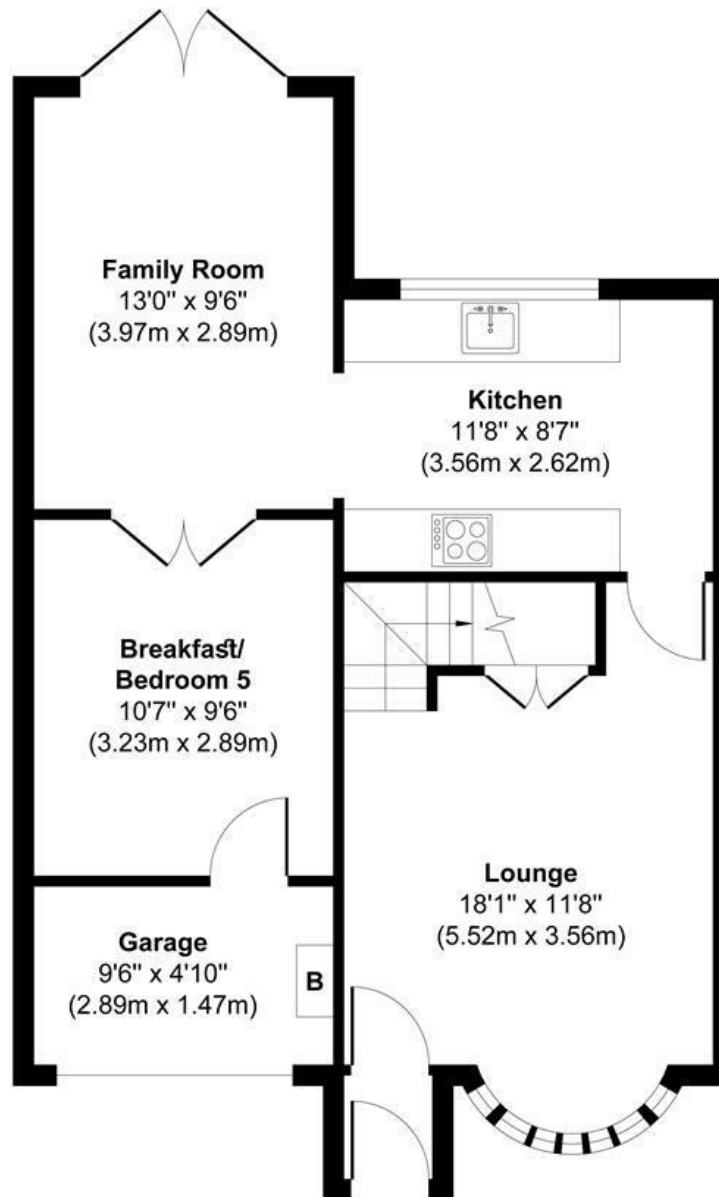 Family Room
13'0" x 9'6"
(3.97m x 2.89m)
Kitchen
11'8" x 8'7"
(3.56m x 2.62m)
Breakfast/
Bedroom 5
10'7" x 9'6"
(3.23m x 2.89m)
Lounge
18'1" x 11'8"
(5.52m x 3.56m)
Garage
9'6" x 4'10"
(2.89m x 1.47m)
B